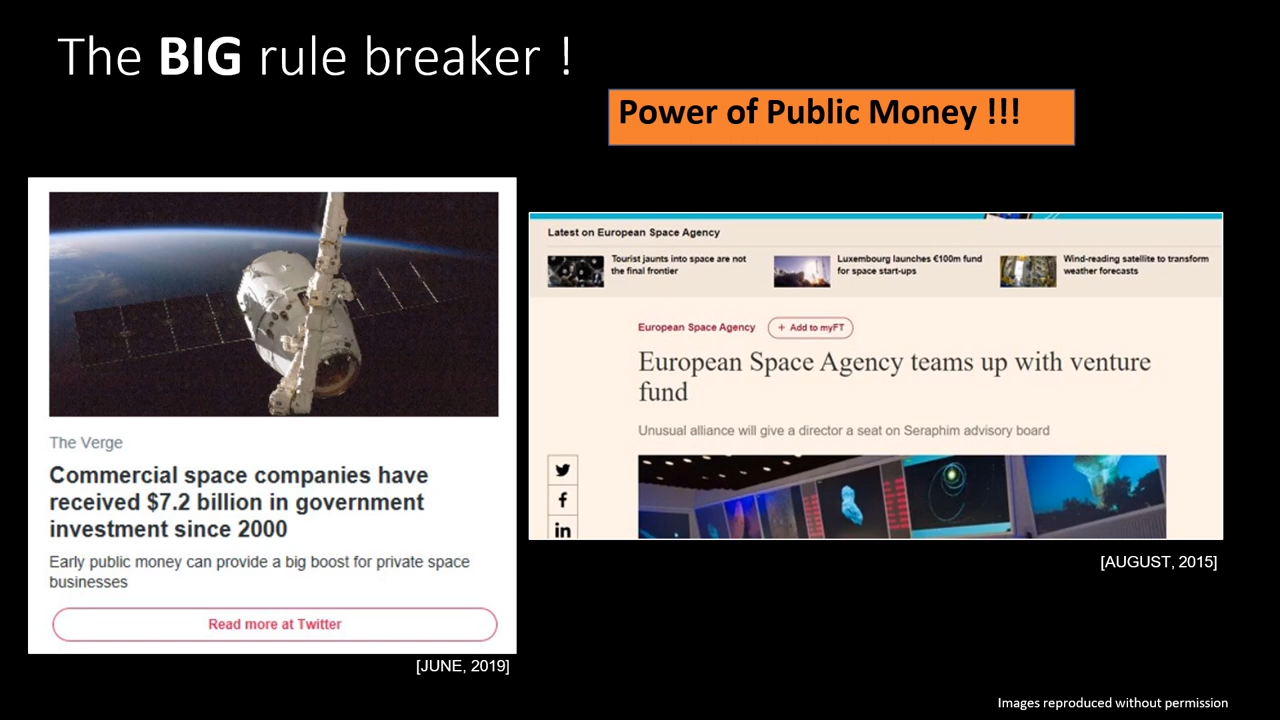 The BIG rule breaker !
Power of Public Money !!!
The Verge
Commercial space companies have
received $7.2 billion in government
investment since 2000
Early public money can provide a big boost for private space
businesses
Read more at Twitter
[JUNE, 2019]
Latest on European Space Agency
Tourist jaunts into space are not
the final frontier
Luxembourg launches €100m fund
for space start-ups
Wind-reading satellite to transform
weather forecasts
European Space Agency
+ Add to myFT
European Space Agency teams up with venture
fund
Unusual alliance will give a director a seat on Seraphim advisory board
in
[AUGUST, 2015]
Images reproduced without permission